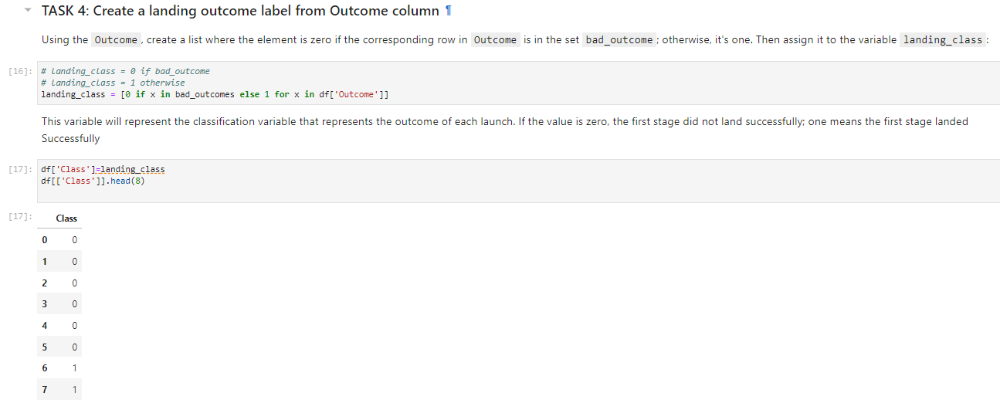 TASK 4: Create a landing outcome label from Outcome column ¶
Using the Outcome, create a list where the element is zero if the corresponding row in Outcome is in the set bad_outcome; otherwise, it's one. Then assign it to the variable landing_class:
[16]: # landing_class = 0 if bad_outcome
# landing_class = 1 otherwise
landing_class = [0 if x in bad_outcomes else 1 for x in df['Outcome']]
This variable will represent the classification variable that represents the outcome of each launch. If the value is zero, the first stage did not land successfully; one means the first stage landed
Successfully
[17]: df['Class']=landing_class
df[['Class']].head(8)
[17]: Class
0 0
1 0
2 0
3 0
4 0
5 0
6 1
7 1